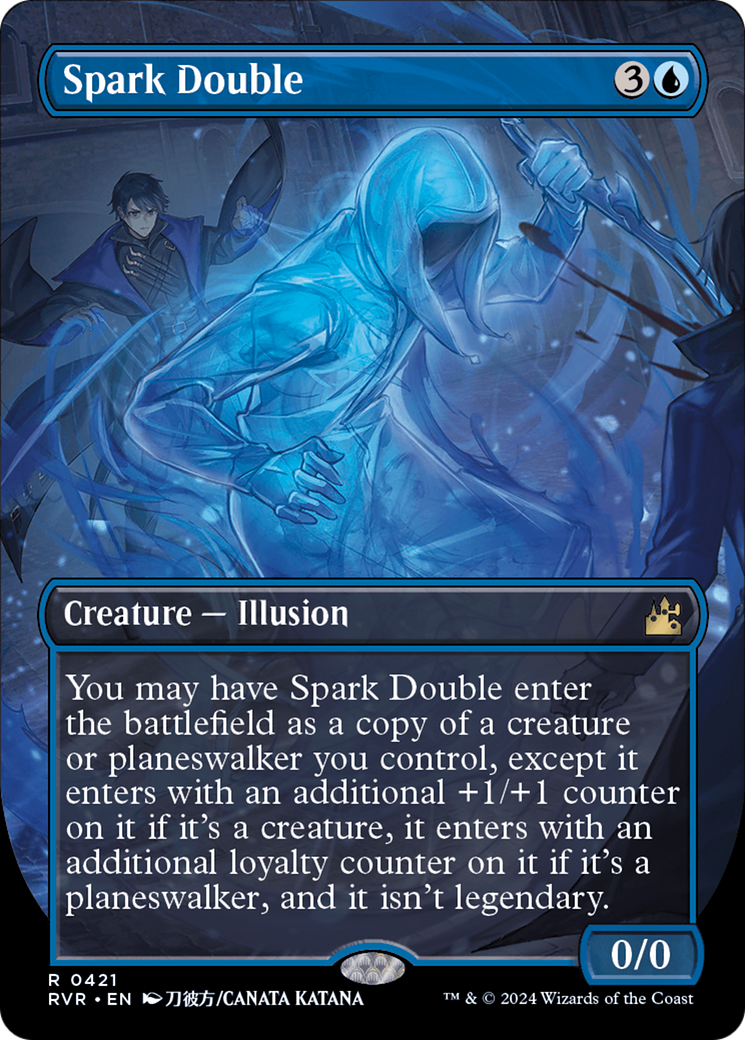 Spark Double 3
Creature — Illusion
You may have Spark Double enter
the battlefield as a copy of a creature
or planeswalker you control, except it
enters with an additional +1/+1 counter
on it if it's a creature, it enters with an
additional loyalty counter on it if it's a
planeswalker, and it isn't legendary.
0/0
R 0421
RVR • EN 刀彼方/CANATA KATANA
™ & © 2024 Wizards of the Coast